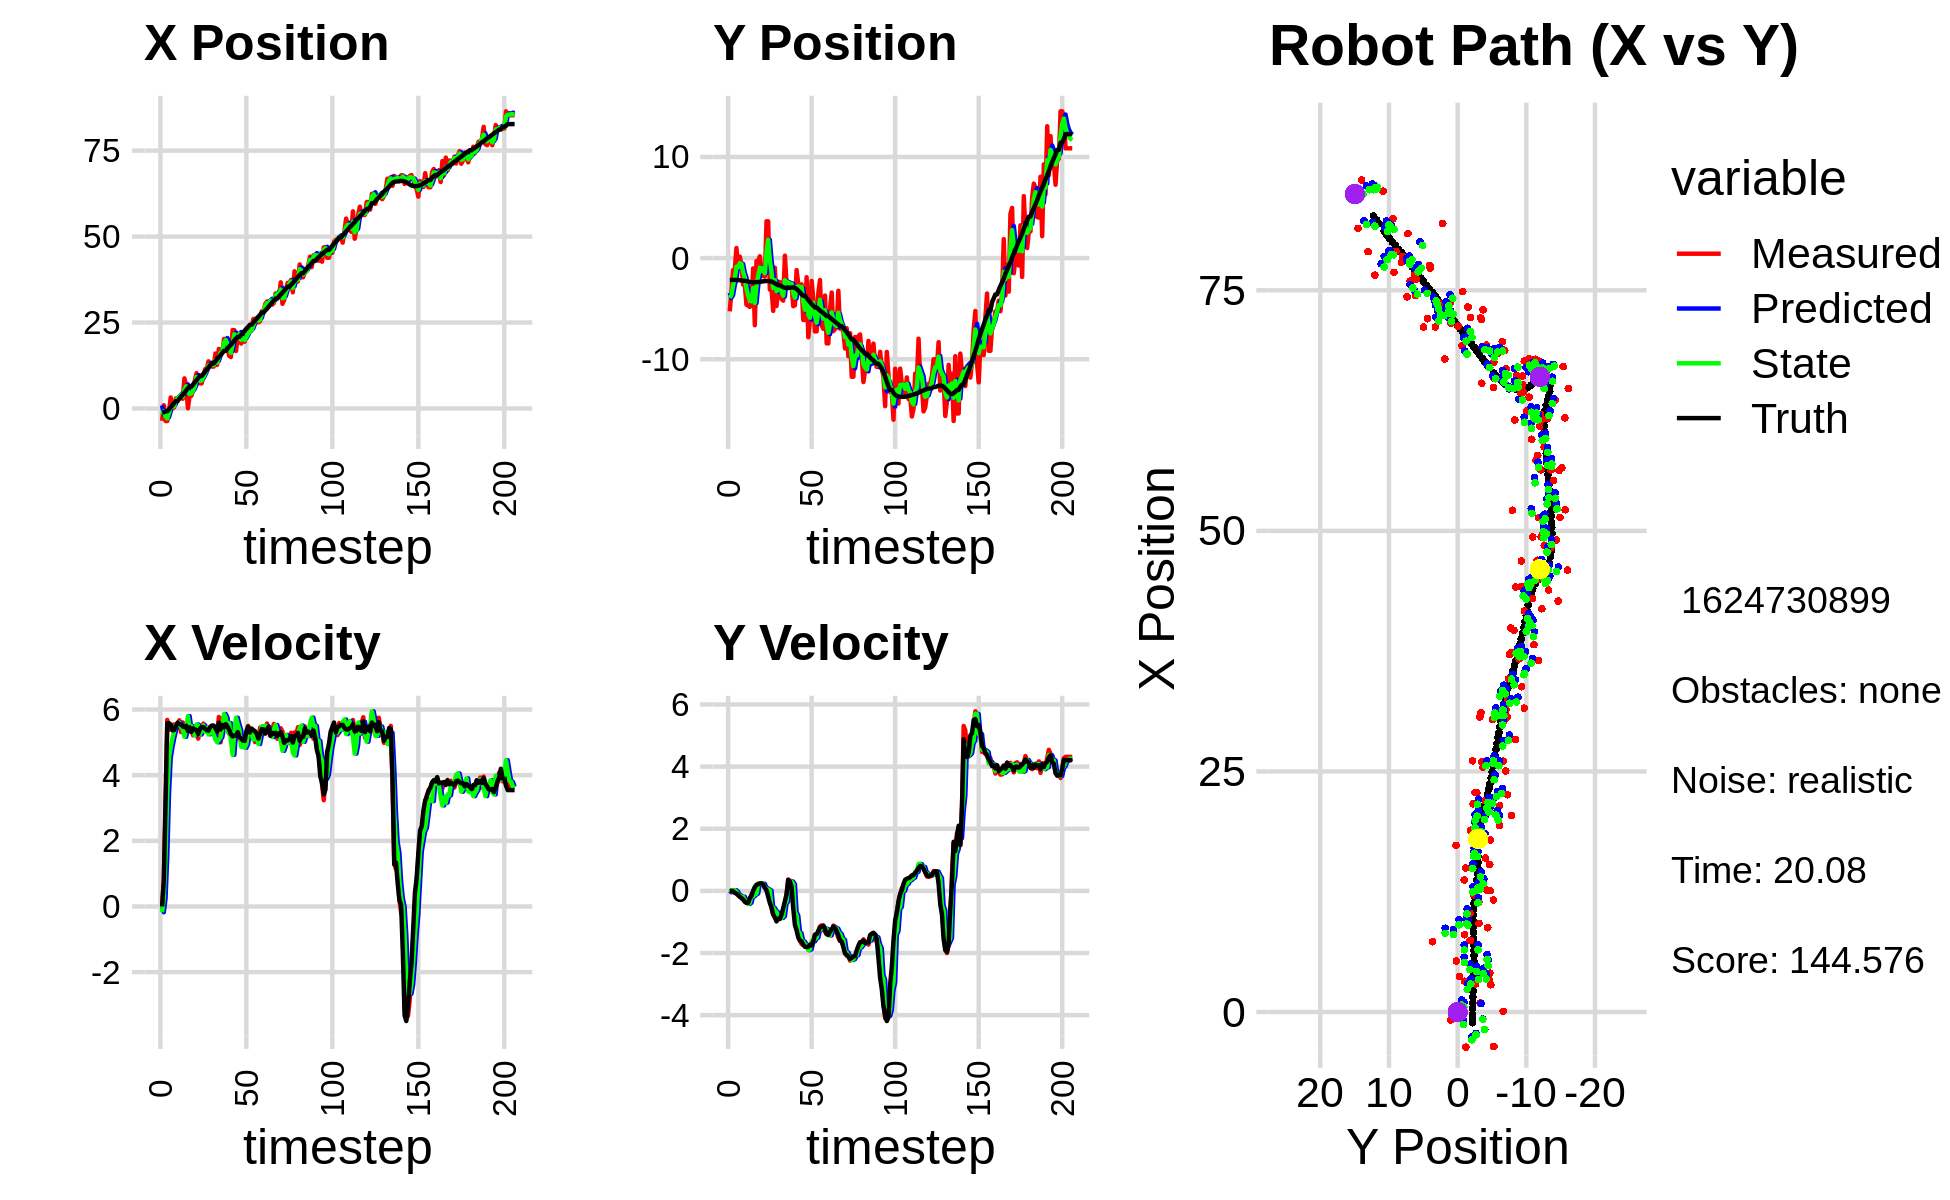 X Position
75
50
25
0
0
50
100
150
200
timestep
Y Position
10
0
-10
0
50
100
150
200
timestep
X Velocity
6
4
2
0
-2
0
50
100
150
200
timestep
Y Velocity
6
4
2
0
-2
-4
0
50
100
150
200
timestep
Robot Path (X vs Y)
X Position
75
50
25
0
20 10 0 -10 -20
Y Position
variable
Measured
Predicted
State
Truth
1624730899
Obstacles: none
Noise: realistic
Time: 20.08
Score: 144.576